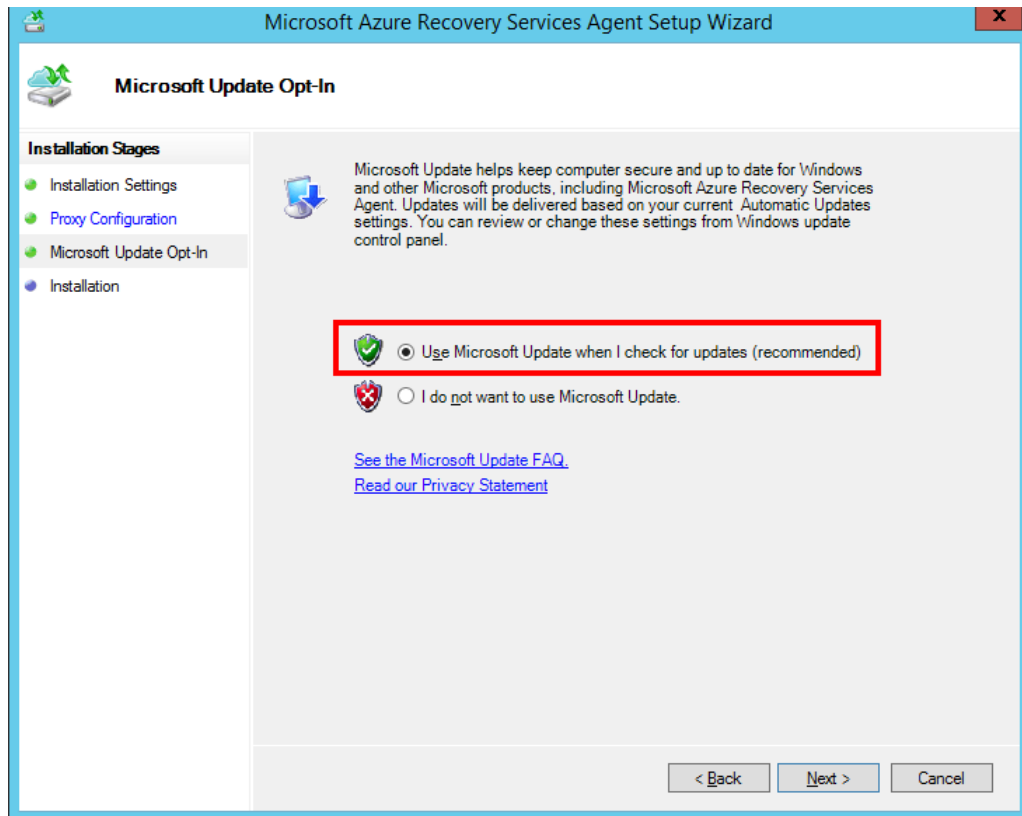 Microsoft Azure Recovery Services Agent Setup Wizard
x
Microsoft Update Opt-In
Installation Stages
Installation Settings
Proxy Configuration
Microsoft Update Opt-In
Installation
Microsoft Update helps keep computer secure and up to date for Windows
and other Microsoft products, including Microsoft Azure Recovery Services
Agent. Updates will be delivered based on your current Automatic Updates
settings. You can review or change these settings from Windows update
control panel.
Use Microsoft Update when I check for updates (recommended)
I do not want to use Microsoft Update.
See the Microsoft Update FAQ.
Read our Privacy Statement
< Back
Next >
Cancel